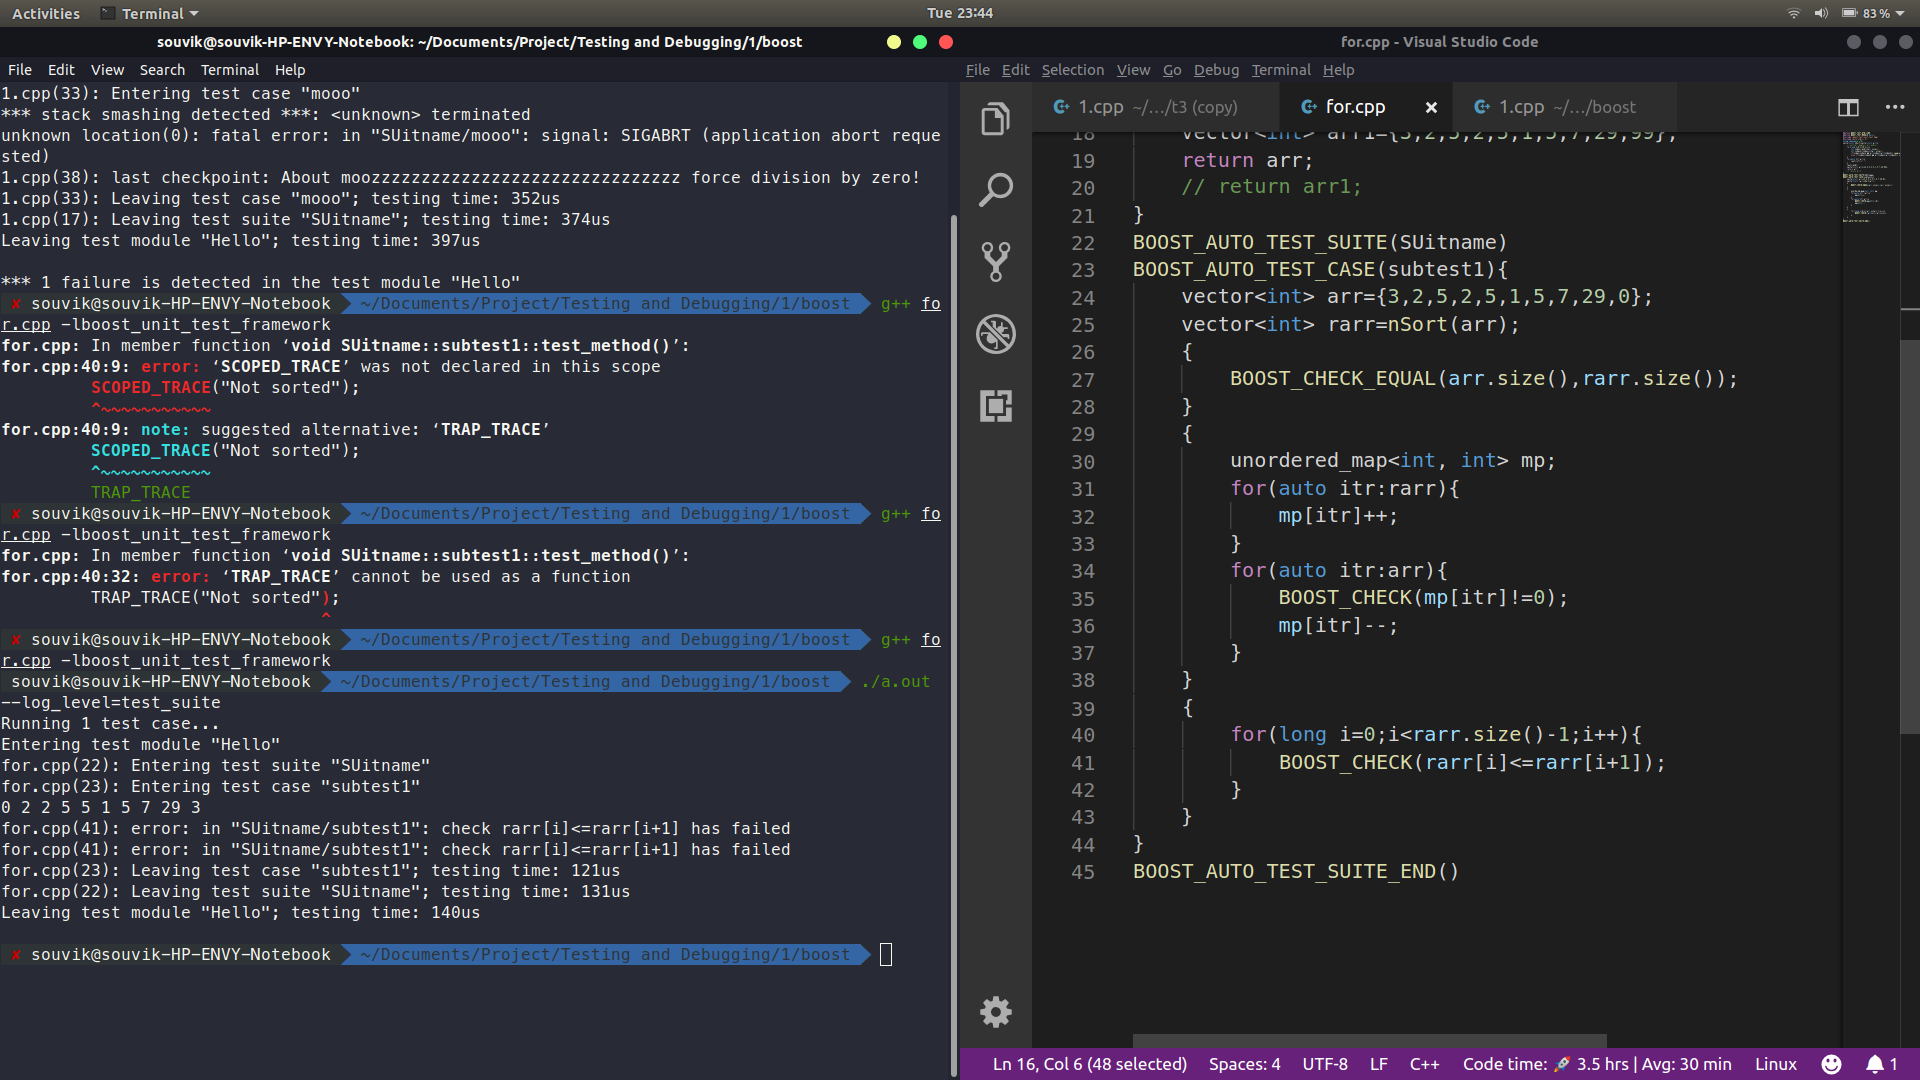 Activities Terminal Tue 23:44 83 %
souvik@souvik-HP-ENVY-Notebook: ~/Documents/Project/Testing and Debugging/1/boost
File Edit View Search Terminal Help
1.cpp(33): Entering test case "mooo"
*** stack smashing detected ***: <unknown> terminated
unknown location(0): fatal error: in "SUitname/mooo": signal: SIGABRT (application abort reque
sted)
1.cpp(38): last checkpoint: About moozzzzzzzzzzzzzzzzzzzzzzzzzzzzzzz force division by zero!
1.cpp(33): Leaving test case "mooo"; testing time: 352us
1.cpp(17): Leaving test suite "SUitname"; testing time: 374us
Leaving test module "Hello"; testing time: 397us
*** 1 failure is detected in the test module "Hello"
✘ souvik@souvik-HP-ENVY-Notebook ~/Documents/Project/Testing and Debugging/1/boost g++ fo
r.cpp -lboost_unit_test_framework
for.cpp: In member function ‘void SUitname::subtest1::test_method()’:
for.cpp:40:9: error: ‘SCOPED_TRACE’ was not declared in this scope
SCOPED_TRACE("Not sorted");
^~~~~~~~~~~~
for.cpp:40:9: note: suggested alternative: ‘TRAP_TRACE’
SCOPED_TRACE("Not sorted");
^~~~~~~~~~~~
TRAP_TRACE
✘ souvik@souvik-HP-ENVY-Notebook ~/Documents/Project/Testing and Debugging/1/boost g++ fo
r.cpp -lboost_unit_test_framework
for.cpp: In member function ‘void SUitname::subtest1::test_method()’:
for.cpp:40:32: error: ‘TRAP_TRACE’ cannot be used as a function
TRAP_TRACE("Not sorted");
^
✘ souvik@souvik-HP-ENVY-Notebook ~/Documents/Project/Testing and Debugging/1/boost g++ fo
r.cpp -lboost_unit_test_framework
souvik@souvik-HP-ENVY-Notebook ~/Documents/Project/Testing and Debugging/1/boost ./a.out
--log_level=test_suite
Running 1 test case...
Entering test module "Hello"
for.cpp(22): Entering test suite "SUitname"
for.cpp(23): Entering test case "subtest1"
0 2 2 5 5 1 5 7 29 3
for.cpp(41): error: in "SUitname/subtest1": check rarr[i]<=rarr[i+1] has failed
for.cpp(41): error: in "SUitname/subtest1": check rarr[i]<=rarr[i+1] has failed
for.cpp(23): Leaving test case "subtest1"; testing time: 121us
for.cpp(22): Leaving test suite "SUitname"; testing time: 131us
Leaving test module "Hello"; testing time: 140us
✘ souvik@souvik-HP-ENVY-Notebook ~/Documents/Project/Testing and Debugging/1/boost
for.cpp - Visual Studio Code
File Edit Selection View Go Debug Terminal Help
1.cpp ~/.../t3 (copy) for.cpp 1.cpp ~/.../boost
18 vector<int> arr1={3,2,5,2,5,1,5,7,29,99};
19 return arr;
20 // return arr1;
21 }
22 BOOST_AUTO_TEST_SUITE(SUitname)
23 BOOST_AUTO_TEST_CASE(subtest1){
24 vector<int> arr={3,2,5,2,5,1,5,7,29,0};
25 vector<int> rarr=nSort(arr);
26 {
27 BOOST_CHECK_EQUAL(arr.size(),rarr.size());
28 }
29 {
30 unordered_map<int, int> mp;
31 for(auto itr:rarr){
32 mp[itr]++;
33 }
34 for(auto itr:arr){
35 BOOST_CHECK(mp[itr]!=0);
36 mp[itr]--;
37 }
38 }
39 {
40 for(long i=0;i<rarr.size()-1;i++){
41 BOOST_CHECK(rarr[i]<=rarr[i+1]);
42 }
43 }
44 }
45 BOOST_AUTO_TEST_SUITE_END()
Ln 16, Col 6 (48 selected) Spaces: 4 UTF-8 LF C++ Code time: 🚀 3.5 hrs | Avg: 30 min Linux 1